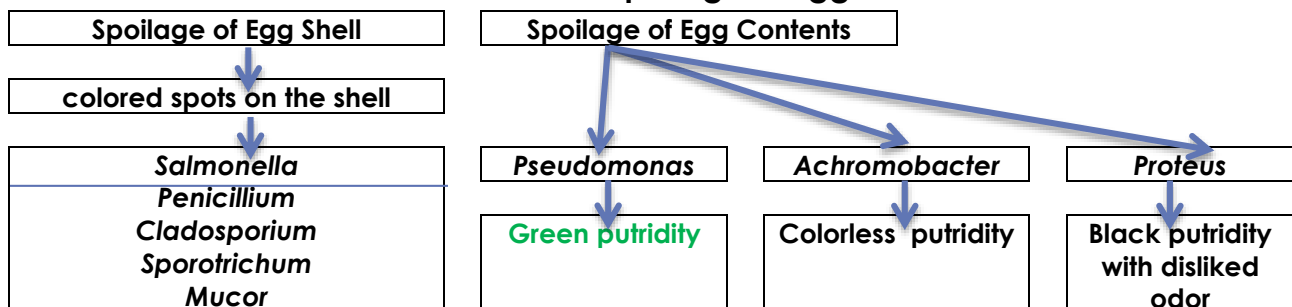 Spoilage of Egg Shell
colored spots on the shell
Salmonella
Penicillium
Cladosporium
Sporotrichum
Mucor
Spoilage of Egg Contents
Pseudomonas
Green putridity
Achromobacter
Colorless putridity
Proteus
Black putridity
with disliked
odor